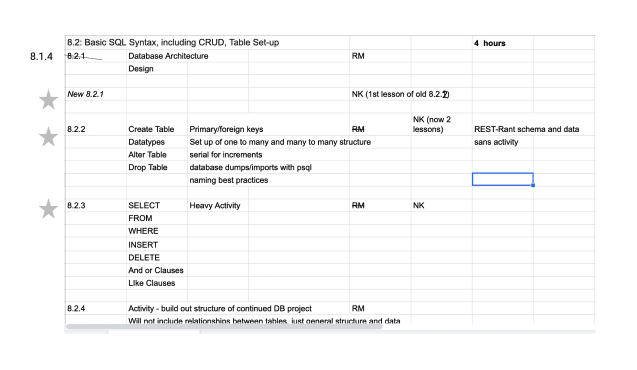 8.2: Basic SQL Syntax, including CRUD, Table Set-up 4 hours
8.1.4 8.2.1 Database Architecture RM
Design
New 8.2.1 NK (1st lesson of old 8.2.2)
NK (now 2
8.2.2 Create Table Primary/foreign keys RM lessons) REST-Rant schema and data
Datatypes Set up of one to many and many to many structure sans activity
Alter Table serial for increments
Drop Table database dumps/imports with psql
naming best practices
8.2.3 SELECT Heavy Activity RM NK
FROM
WHERE
INSERT
DELETE
And or Clauses
LIke Clauses
8.2.4 Activity - build out structure of continued DB project RM
Will not include relationships between tables, just general structure and data